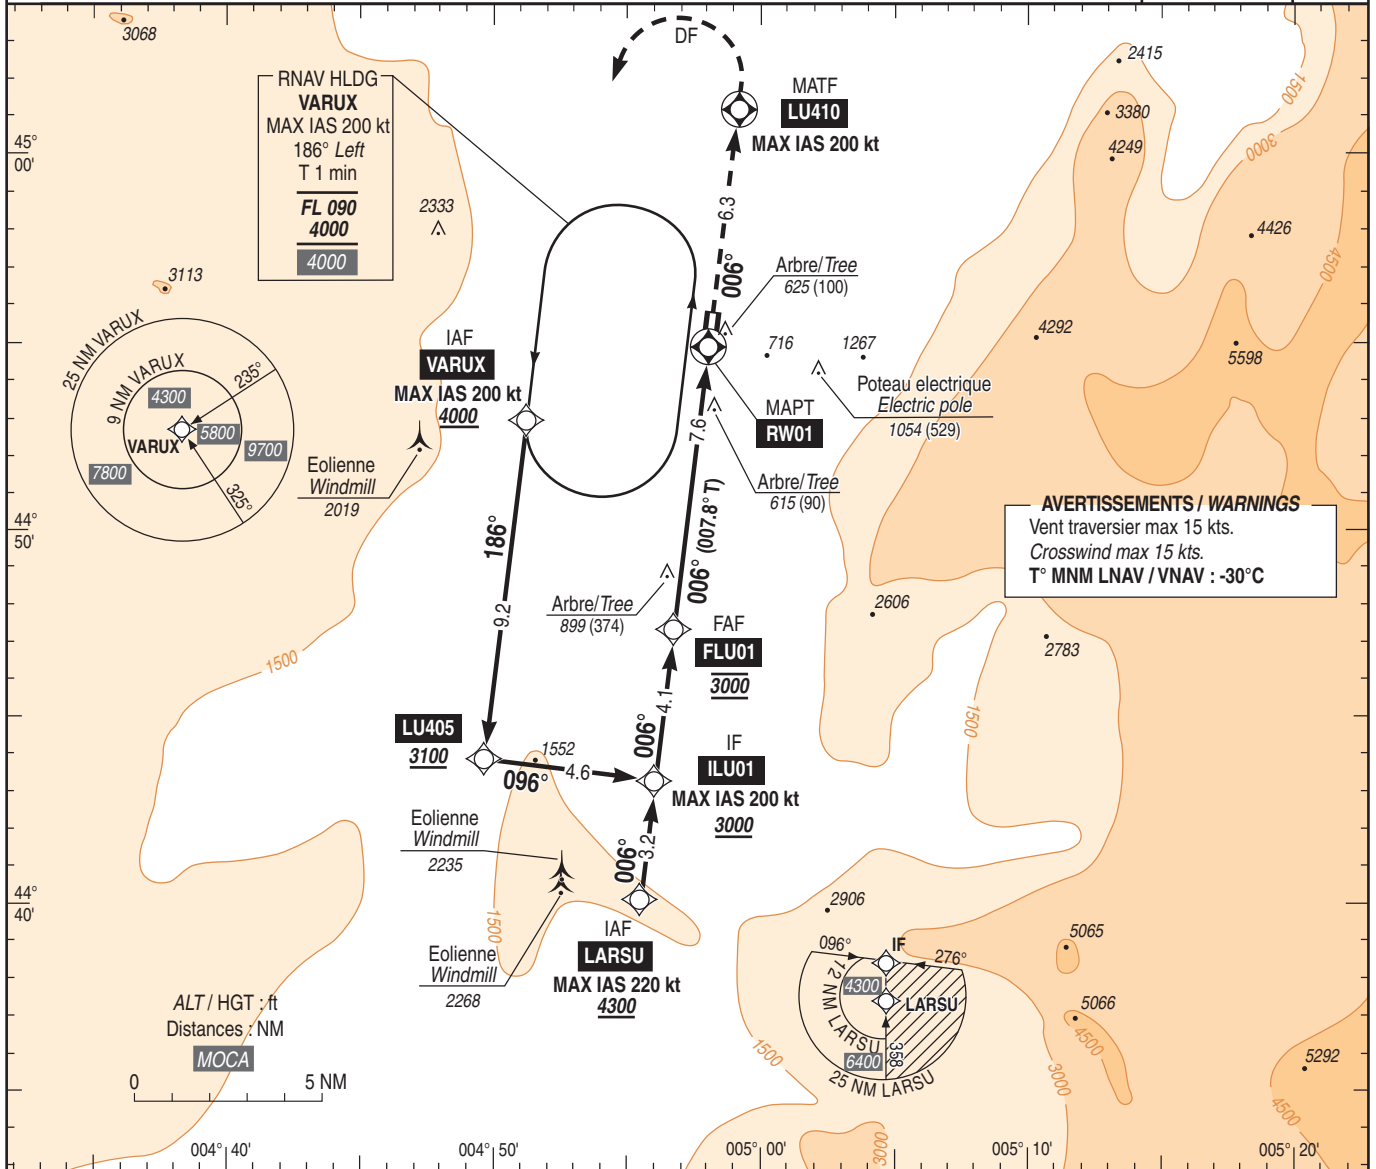 3068
DF
2415
RNAV HLDG
VARUX
MAX IAS 200 kt
186° Left
T 1 min
FL 090
4000
4000
MATF
LU410
MAX IAS 200 kt
1500
3380
3000
4249
45°
00'
2333
6.3
4426
4500
3113
006°
Arbre/Tree
625 (100)
25 NM VARUX
9 NM VARUX
235°
4300
5800
VARUX
9700
7800
325°
IAF
VARUX
MAX IAS 200 kt
4000
716
1267
4292
5598
Poteau electrique
Electric pole
1054 (529)
MAPT
RW01
7.6
Eolienne
Windmill
2019
Arbre/Tree
615 (90)
AVERTISSEMENTS / WARNINGS
Vent traversier max 15 kts.
Crosswind max 15 kts.
T° MNM LNAV / VNAV : -30°C
44°
50'
186°
006° (007.8° T)
9.2
Arbre/Tree
899 (374)
2606
FAF
FLU01
3000
2783
1500
4.1
1500
LU405
3100
1552
096°
4.6
006°
IF
ILU01
MAX IAS 200 kt
3000
Eolienne
Windmill
2235
006°
3.2
44°
40'
2906
1500
IAF
LARSU
MAX IAS 220 kt
4300
Eolienne
Windmill
2268
096°
IF
276°
5065
12 NM LARSU
4300
LARSU
6400
358
25 NM LARSU
5066
4500
1500
3000
5292
4500
ALT / HGT : ft
Distances : NM
MOCA
0
5 NM
3000
004° 40'
004° 50'
005° 00'
005° 10'
005° 20'